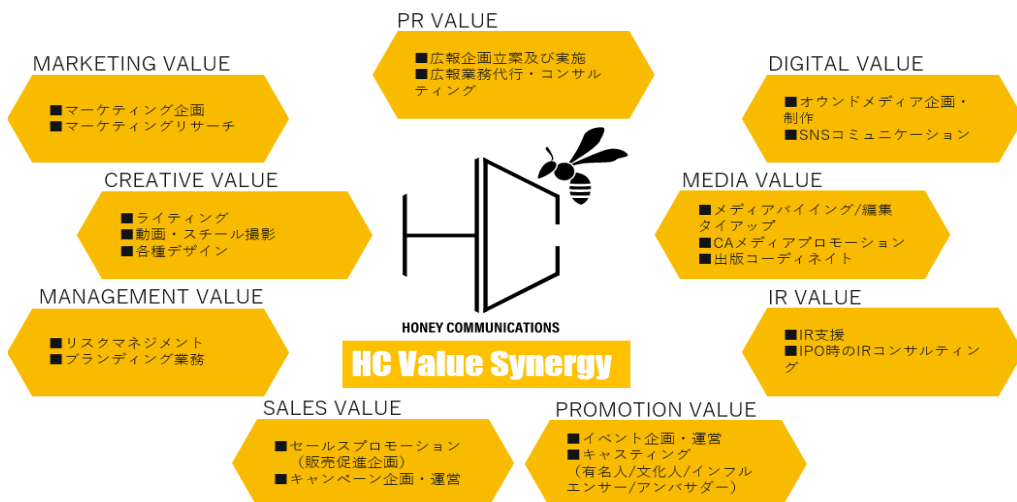 PR VALUE
■広報企画立案及び実施
■広報業務代行・コンサル
ティング
MARKETING VALUE
■マーケティング企画
■マーケティングリサーチ
DIGITAL VALUE
■オウンドメディア企画・
制作
■SNSコミュニケーション
CREATIVE VALUE
■ライティング
■動画・スチール撮影
■各種デザイン
MEDIA VALUE
■メディアバイイング/編集
タイアップ
■CAメディアプロモーション
■出版コーディネイト
MANAGEMENT VALUE
■リスクマネジメント
■ブランディング業務
HC
HONEY COMMUNICATIONS
HC Value Synergy
IR VALUE
■IR支援
■IPO時のIRコンサルティン
グ
SALES VALUE
■セールスプロモーション
（販売促進企画）
■キャンペーン企画・運営
PROMOTION VALUE
■イベント企画・運営
■キャスティング
（有名人/文化人/インフル
エンサー/アンバサダー）